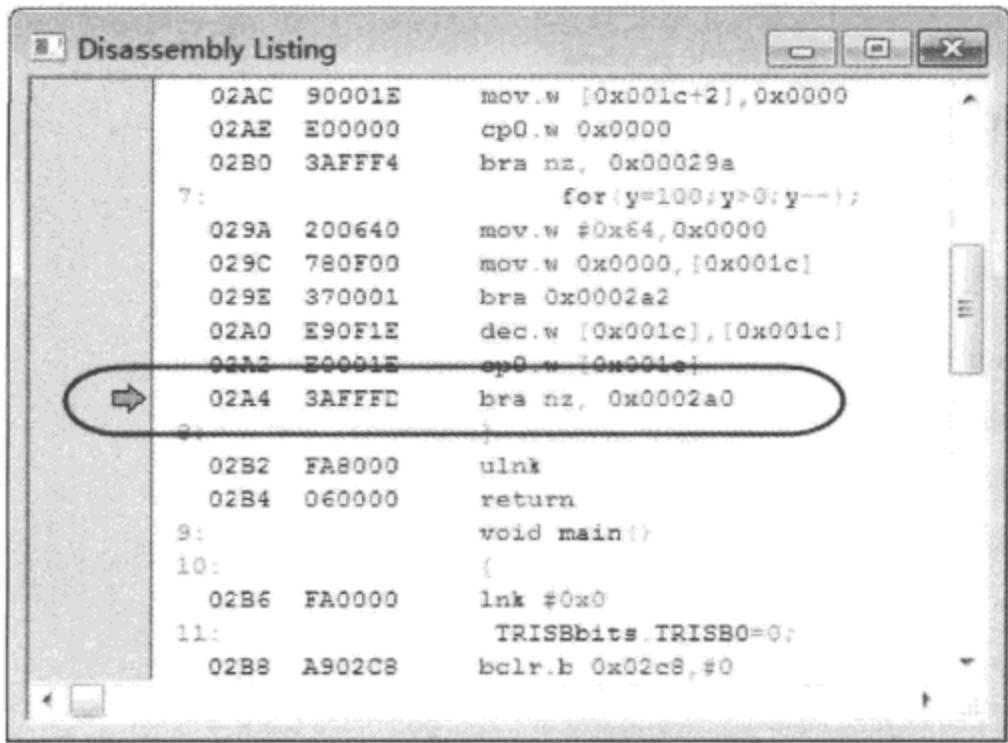 Disassembly Listing
02AC 90001E mov.w [0x001c+2],0x0000
02AE E00000 cp0.w 0x0000
02B0 3AFFF4 bra nz, 0x00029a
7: for(y=100;y>0;y--);
029A 200640 mov.w #0x64,0x0000
029C 780F00 mov.w 0x0000,[0x001c]
029E 370001 bra 0x0002a2
02A0 E90F1E dec.w [0x001c],[0x001c]
02A2 E0001E cp0.w [0x001c]
02A4 3AFFFD bra nz, 0x0002a0
8: }
02B2 FA8000 ulnk
02B4 060000 return
9: void main()
10: {
02B6 FA0000 lnk #0x0
11: TRISBbits.TRISB0=0;
02B8 A902C8 bclr.b 0x02c8,#0